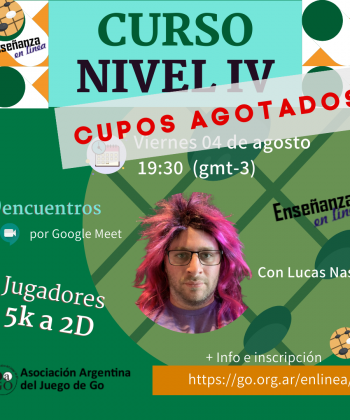 Enseñanza
en línea
CURSO
NIVEL IV
CUPOS AGOTADOS
Viernes 04 de agosto
19:30 (gmt-3)
encuentros
por Google Meet
Enseñanza
en línea
Con Lucas Nas
Jugadores
5k a 2D
+ Info e inscripción
Asociación Argentina
del Juego de Go
https://go.org.ar/enlinea/